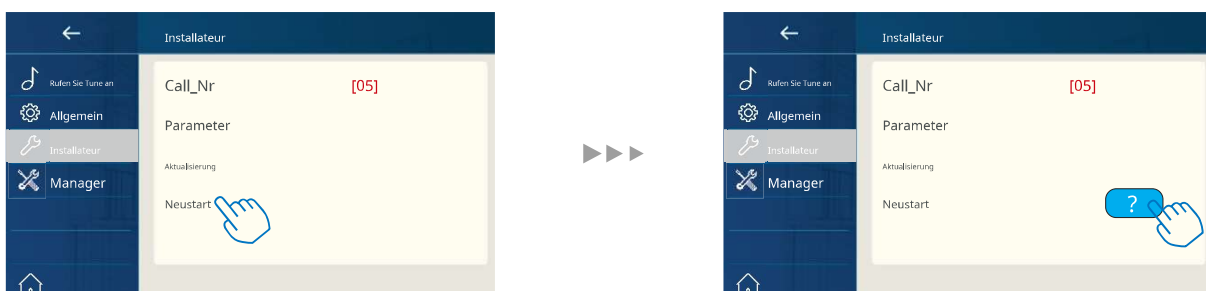 Installateur
Rufen Sie Tune an
Allgemein
Installateur
Manager
Call_Nr [05]
Parameter
Aktualisierung
Neustart
Installateur
Rufen Sie Tune an
Allgemein
Installateur
Manager
Call_Nr [05]
Parameter
Aktualisierung
Neustart
?